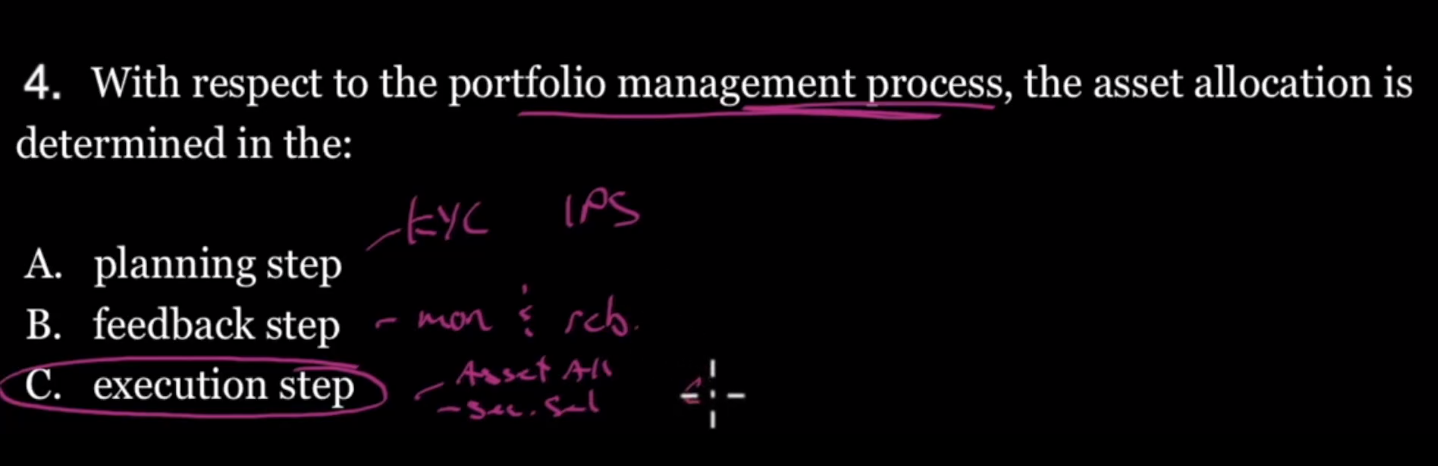 4. With respect to the portfolio management process, the asset allocation is
determined in the:
KYC IPS
A. planning step
B. feedback step - mon & reb.
C. execution step - Asset All
- sec. Sel